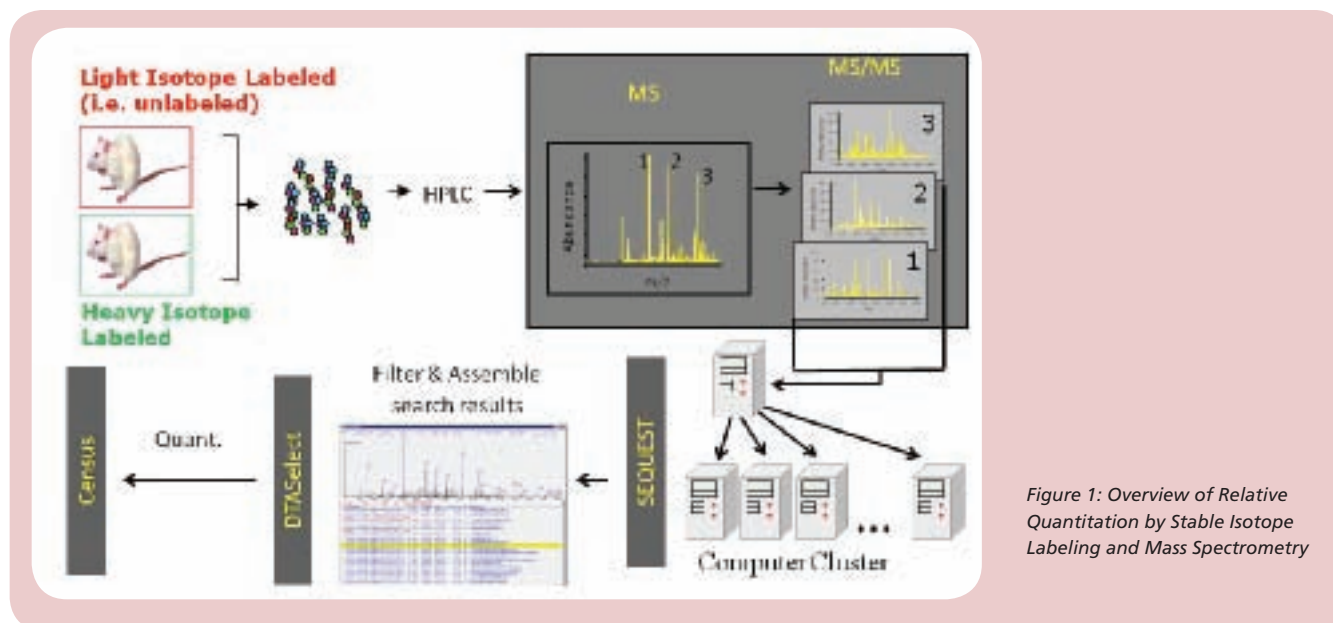 Light Isotope Labeled
(i.e. unlabeled)
Heavy Isotope
Labeled
HPLC
MS
MS/MS
Abundance
m/z
1
2
3
3
2
1
Filter & Assemble
search results
Census
Quant.
DTASelect
SEQUEST
Computer Cluster
Figure 1: Overview of Relative
Quantitation by Stable Isotope
Labeling and Mass Spectrometry